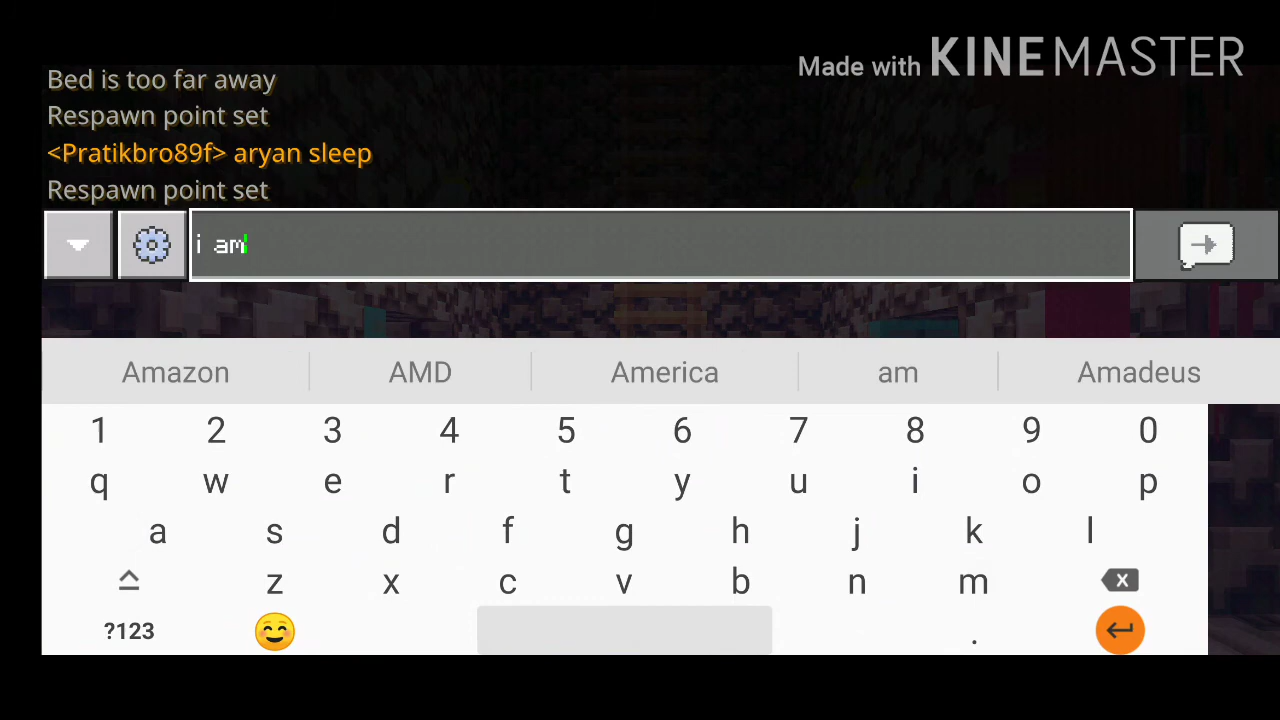 Made with KINEMASTER
Bed is too far away
Respawn point set
<Pratikbro89f> aryan sleep
Respawn point set
i am
Amazon AMD America am Amadeus
1 2 3 4 5 6 7 8 9 0
q w e r t y u i o p
a s d f g h j k l
z x c v b n m
?123 .